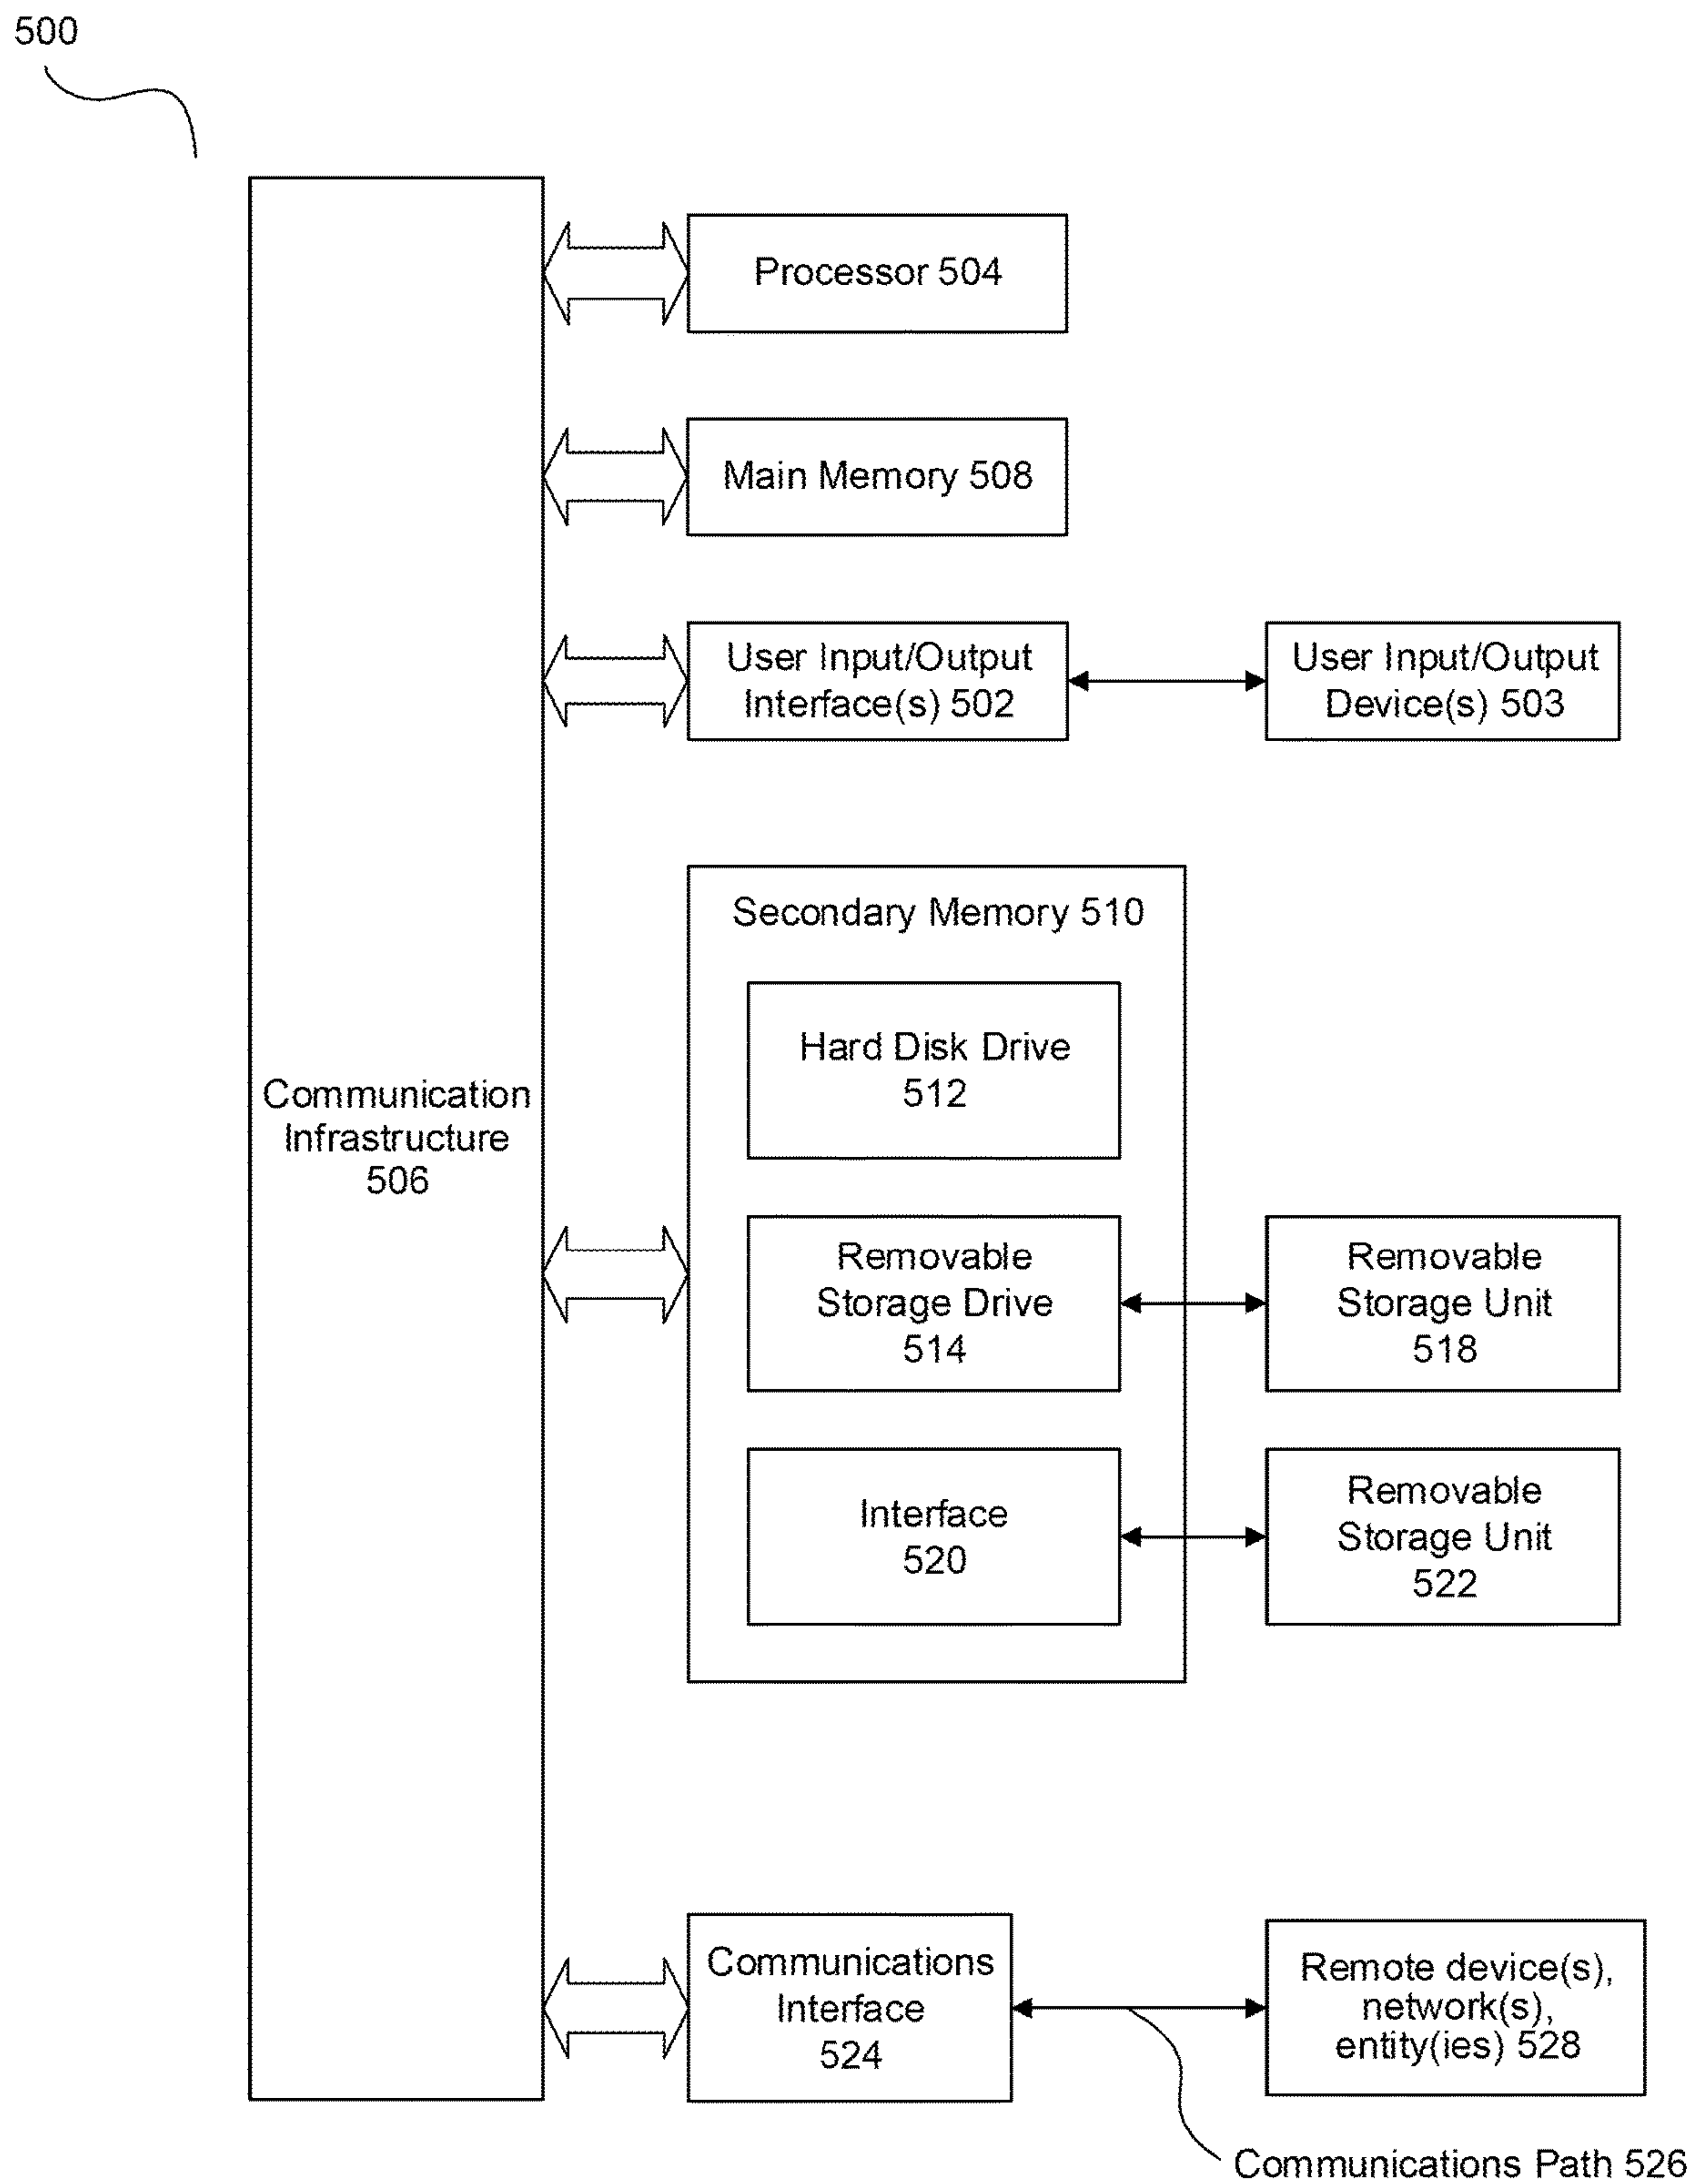 500
Processor 504
Main Memory 508
User Input/Output
Interface(s) 502
User Input/Output
Device(s) 503
Secondary Memory 510
Hard Disk Drive
512
Communication
Infrastructure
506
Removable
Storage Drive
514
Removable
Storage Unit
518
Interface
520
Removable
Storage Unit
522
Communications
Interface
524
Remote device(s),
network(s),
entity(ies) 528
Communications Path 526